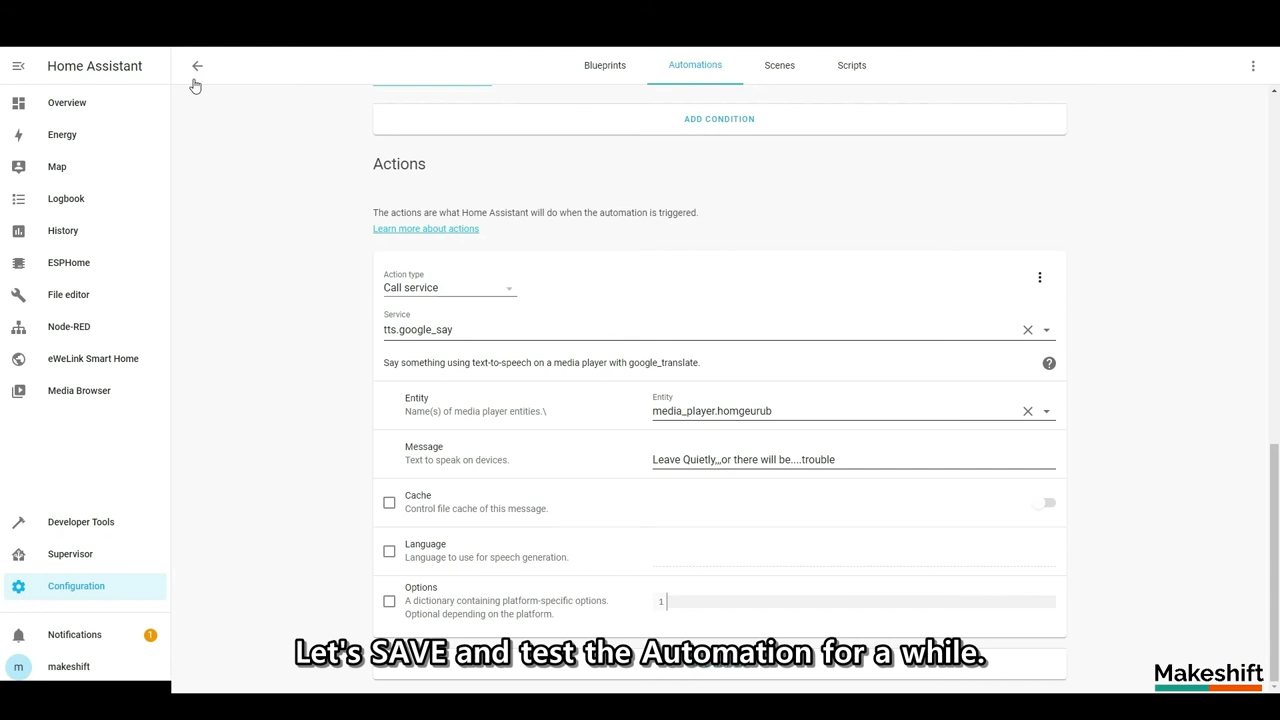 Home Assistant
Blueprints
Automations
Scenes
Scripts
Overview
Energy
Map
Logbook
History
ESPHome
File editor
Node-RED
eWeLink Smart Home
Media Browser
Developer Tools
Supervisor
Configuration
Notifications
1
m
makeshift
ADD CONDITION
Actions
The actions are what Home Assistant will do when the automation is triggered.
Learn more about actions
Action type
Call service
Service
tts.google_say
Say something using text-to-speech on a media player with google_translate.
Entity
Name(s) of media player entities.\
Entity
media_player.homgeurub
Message
Text to speak on devices.
Leave Quietly,,,or there will be....trouble
Cache
Control file cache of this message.
Language
Language to use for speech generation.
Options
A dictionary containing platform-specific options.
Optional depending on the platform.
1
Let's SAVE and test the Automation for a while.
Makeshift